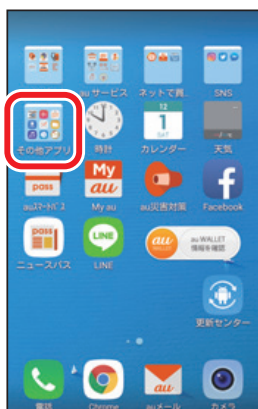 auサービス ネットで買.. SNS
12
1
SAT
その他アプリ 時計 カレンダー 天気
pass
My
au
auスマートパス My au au災害対策 Facebook
pass
LINE
au
au WALLET
情報を確認
ニュースパス LINE
更新センター
au
電話 Chrome auメール カメラ